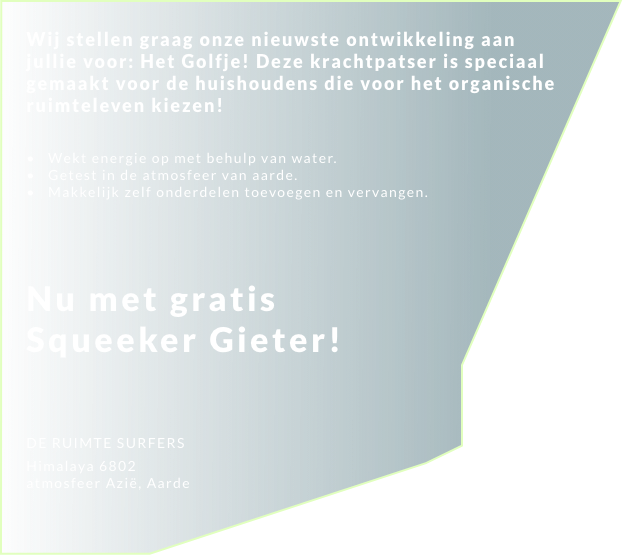 Wij stellen graag onze nieuwste ontwikkeling aan
jullie voor: Het Golfje! Deze krachtpatser is speciaal
gemaakt voor de huishoudens die voor het organische
ruimteleven kiezen!
• Wekt energie op met behulp van water.
• Getest in de atmosfeer van aarde.
• Makkelijk zelf onderdelen toevoegen en vervangen.
Nu met gratis
Squeeker Gieter!
DE RUIMTE SURFERS
Himalaya 6802
atmosfeer Azië, Aarde